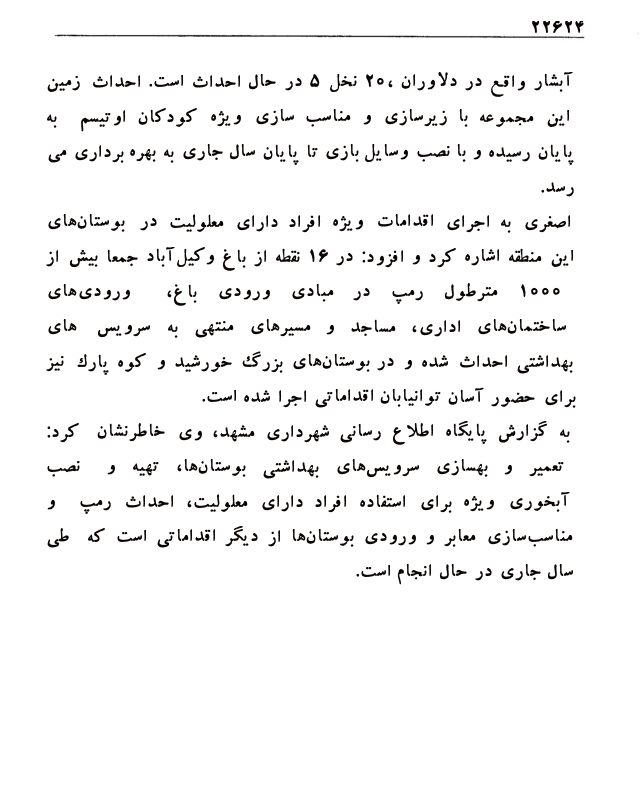 ۲۲۶۲۴
آبشار واقع در دلاوران ،۲۰ نخل ۵ در حال احداث است. احداث زمین
این مجموعه با زیرسازی و مناسب سازی ویژه کودکان اوتیسم به
پایان رسیده و با نصب وسایل بازی تا پایان سال جاری به بهره برداری می
رسد.
اصغری به اجرای اقدامات ویژه افراد دارای معلولیت در بوستان‌های
این منطقه اشاره کرد و افزود: در ۱۶ نقطه از باغ وکیل‌آباد جمعا بیش از
۱۰۰۰ مترطول رمپ در مبادی ورودی باغ، ورودی‌های
ساختمان‌های اداری، مساجد و مسیرهای منتهی به سرویس های
بهداشتی احداث شده و در بوستان‌های بزرگ خورشید و کوه پارك نیز
برای حضور آسان توانیابان اقداماتی اجرا شده است.
به گزارش پایگاه اطلاع رسانی شهرداری مشهد، وی خاطرنشان کرد:
تعمیر و بهسازی سرویس‌های بهداشتی بوستان‌ها، تهیه و نصب
آبخوری ویژه برای استفاده افراد دارای معلولیت، احداث رمپ و
مناسب‌سازی معابر و ورودی بوستان‌ها از دیگر اقداماتی است که طی
سال جاری در حال انجام است.